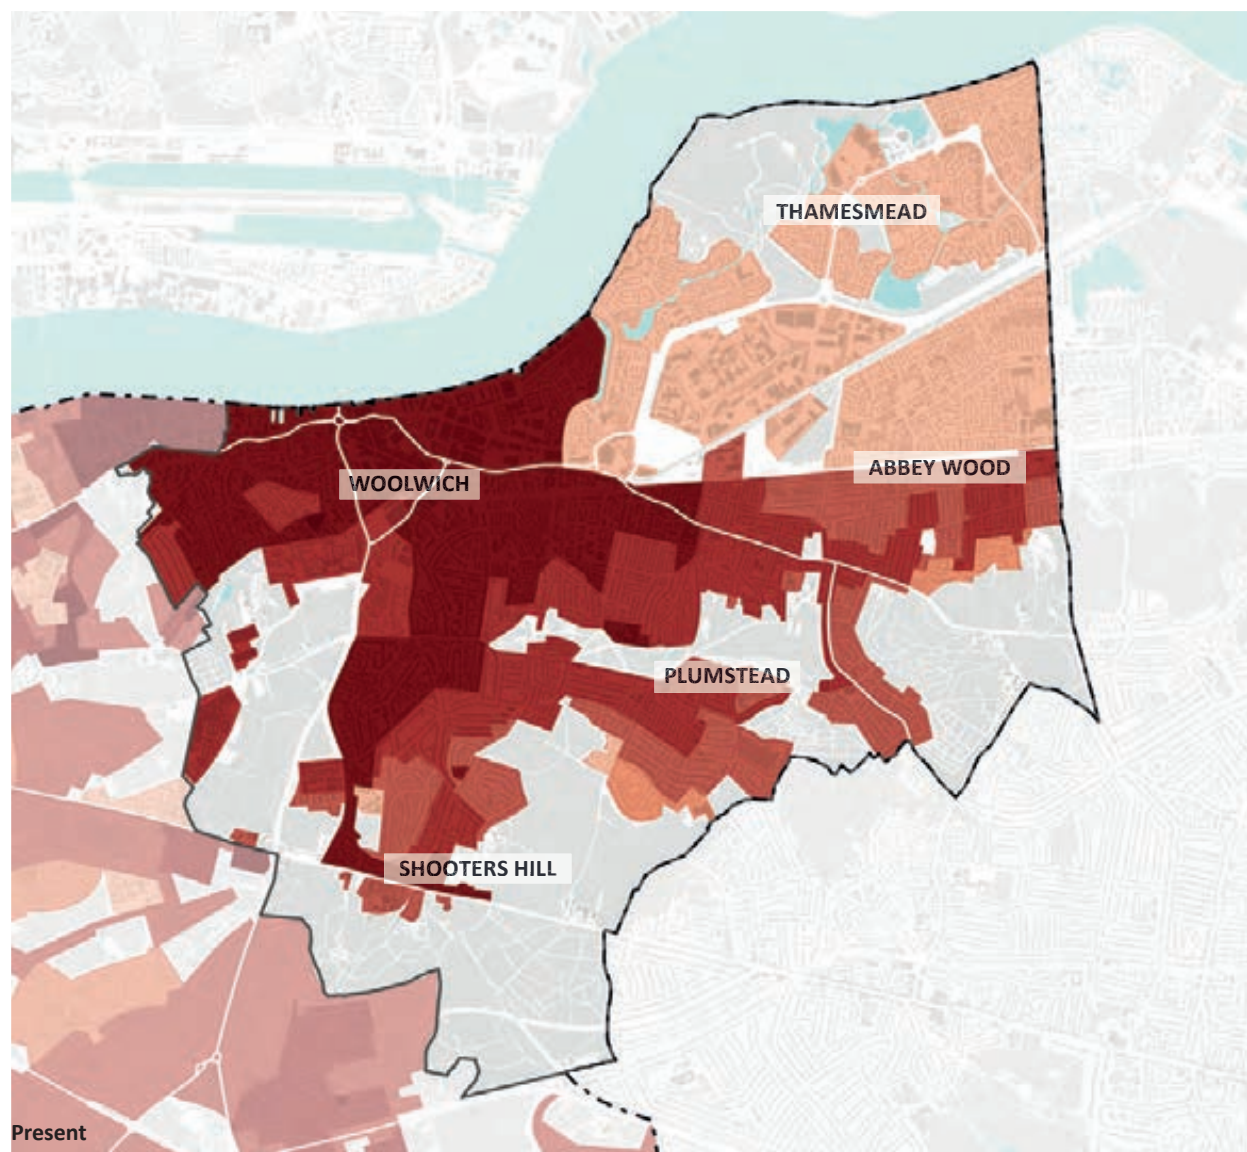 THAMESMEAD
ABBEY WOOD
WOOLWICH
PLUMSTEAD
SHOOTERS HILL
Present